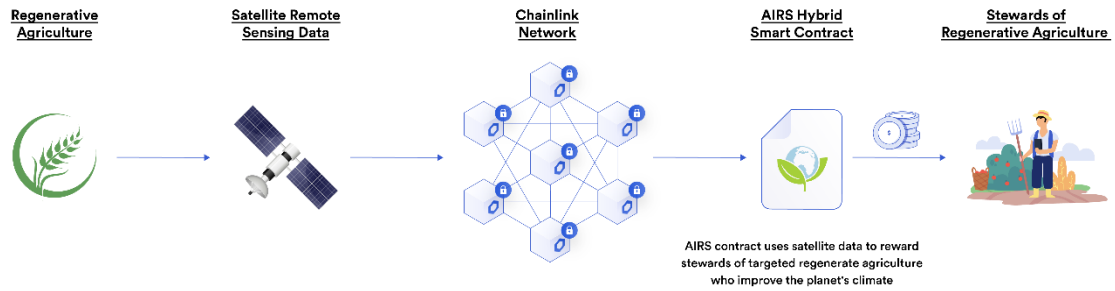 Regenerative
Agriculture
Satellite Remote
Sensing Data
Chainlink
Network
AIRS Hybrid
Smart Contract
Stewards of
Regenerative Agriculture
$
AIRS contract uses satellite data to reward
stewards of targeted regenerate agriculture
who improve the planet's climate